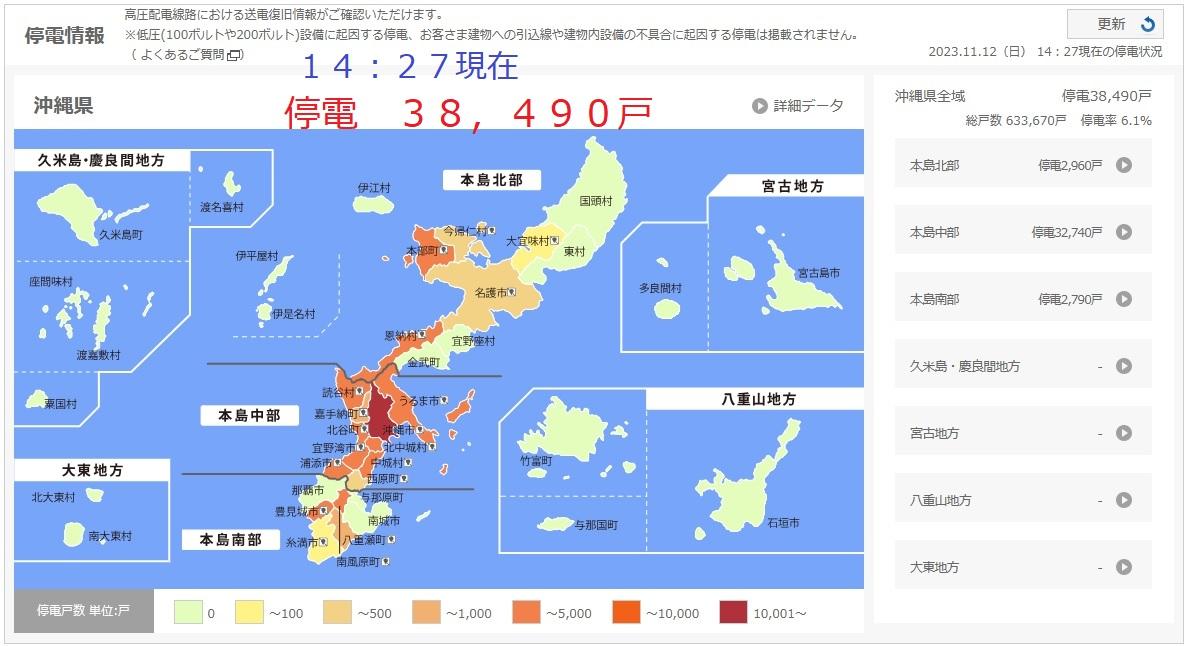 停電情報
高圧配電線路における送電復旧情報がご確認いただけます。
※低圧(100ボルトや200ボルト)設備に起因する停電、お客さま建物への引込線や建物内設備の不具合に起因する停電は掲載されません。
（ よくあるご質問 ）
更新
2023.11.12（日） 14：27現在の停電状況
１４：２７現在
停電　３８，４９０戸
沖縄県
詳細データ
久米島・慶良間地方
久米島町
渡名喜村
座間味村
渡嘉敷村
粟国村
大東地方
北大東村
南大東村
伊平屋村
伊是名村
本島北部
伊江村
国頭村
今帰仁村
大宜味村
本部町
東村
名護市
恩納村
宜野座村
金武町
本島中部
読谷村
うるま市
嘉手納町
北谷町
沖縄市
宜野湾市
北中城村
浦添市
中城村
西原町
本島南部
那覇市
与那原町
豊見城市
南城市
糸満市
八重瀬町
南風原町
宮古地方
宮古島市
多良間村
八重山地方
竹富町
与那国町
石垣市
停電戸数 単位:戸
0
～100
～500
～1,000
～5,000
～10,000
10,001～
沖縄県全域 停電38,490戸
総戸数 633,670戸 停電率 6.1%
本島北部 停電2,960戸
本島中部 停電32,740戸
本島南部 停電2,790戸
久米島・慶良間地方 -
宮古地方 -
八重山地方 -
大東地方 -